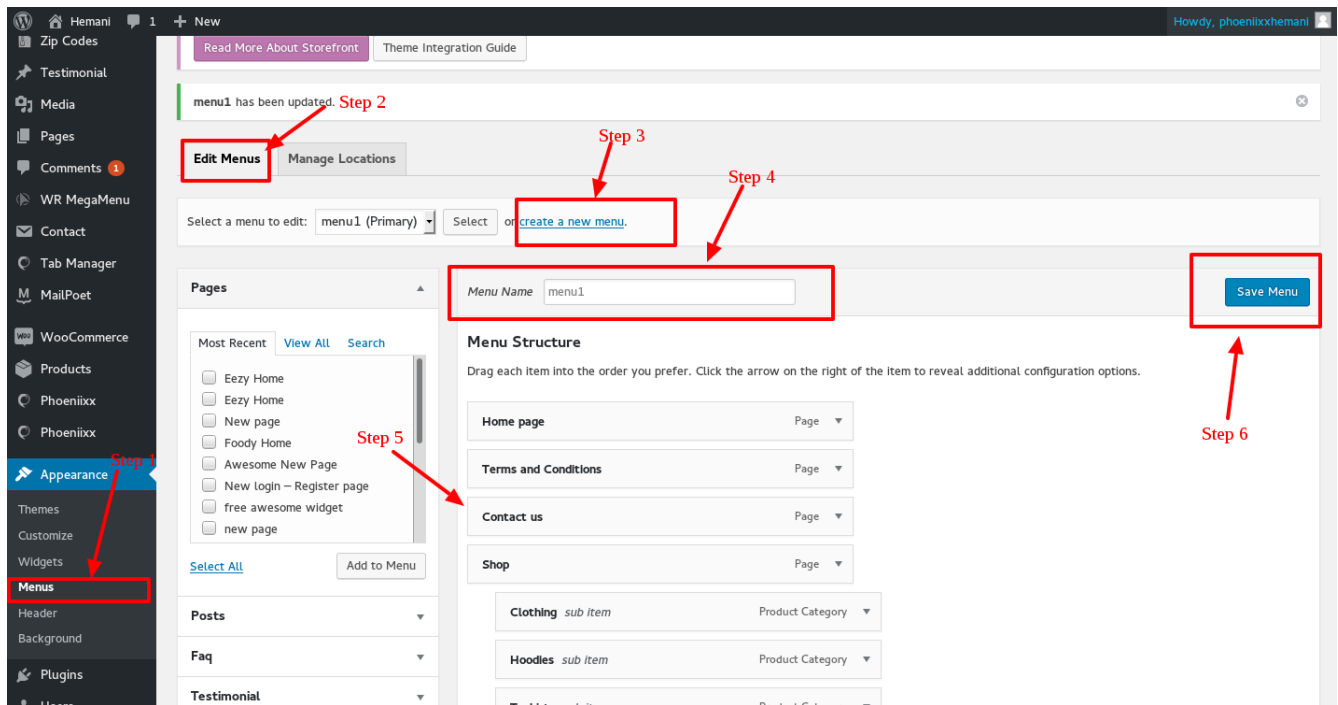 Hemani 1 + New Howdy, phoeniixxhemani
Zip Codes
Testimonial
Media
Pages
Comments 1
WR MegaMenu
Contact
Tab Manager
MailPoet
WooCommerce
Products
Phoeniixx
Phoeniixx
Appearance
Step 1
Themes
Customize
Widgets
Menus
Header
Background
Plugins
Users
Read More About Storefront Theme Integration Guide
menu1 has been updated. Step 2
Step 3
Edit Menus Manage Locations
Step 4
Select a menu to edit: menu1 (Primary) Select or create a new menu.
Pages
Most Recent View All Search
Eezy Home
Eezy Home
New page
Foody Home
Awesome New Page
New login – Register page
free awesome widget
new page
Select All Add to Menu
Posts
Faq
Testimonial
Menu Name menu1 Save Menu
Menu Structure
Drag each item into the order you prefer. Click the arrow on the right of the item to reveal additional configuration options.
Home page Page
Step 5
Step 6
Terms and Conditions Page
Contact us Page
Shop Page
Clothing sub item Product Category
Hoodies sub item Product Category